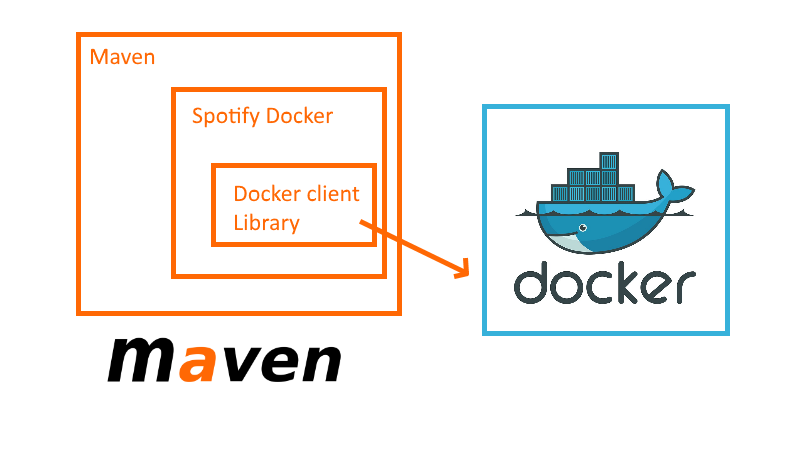 Maven
Spotify Docker
Docker client
Library
docker
maven